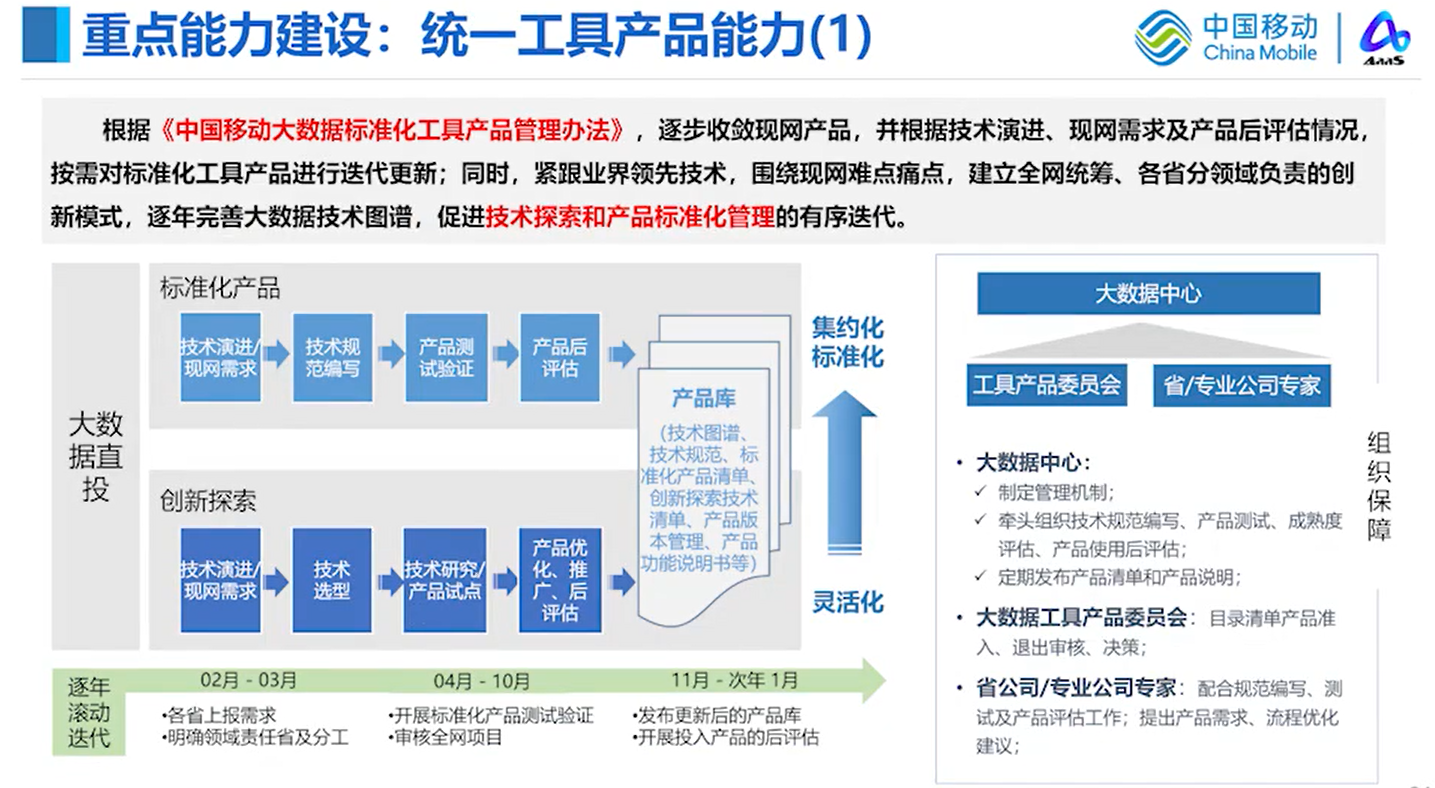 重点能力建设：统一工具产品能力(1)
中国移动
China Mobile
AaaS
根据《中国移动大数据标准化工具产品管理办法》，逐步收敛现网产品，并根据技术演进、现网需求及产品后评估情况，
按需对标准化工具产品进行迭代更新；同时，紧跟业界领先技术，围绕现网难点痛点，建立全网统筹、各省分领域负责的创
新模式，逐年完善大数据技术图谱，促进技术探索和产品标准化管理的有序迭代。
大数
据直
投
标准化产品
技术演进/
现网需求
技术规
范编写
产品测
试验证
产品后
评估
创新探索
技术演进/
现网需求
技术
选型
技术研究/
产品试点
产品优
化、推
广、后
评估
产品库
（技术图谱、
技术规范、标
准化产品清单、
创新探索技术
清单、产品版
本管理、产品
功能说明书等）
集约化
标准化
灵活化
逐年
滚动
迭代
02月 - 03月
•各省上报需求
•明确领域责任省及分工
04月 - 10月
•开展标准化产品测试验证
•审核全网项目
11月 - 次年 1月
•发布更新后的产品库
•开展投入产品的后评估
大数据中心
工具产品委员会
省/专业公司专家
• 大数据中心：
✓ 制定管理机制；
✓ 牵头组织技术规范编写、产品测试、成熟度
评估、产品使用后评估；
✓ 定期发布产品清单和产品说明；
• 大数据工具产品委员会：目录清单产品准
入、退出审核、决策；
• 省公司/专业公司专家：配合规范编写、测
试及产品评估工作；提出产品需求、流程优化
建议；
组
织
保
障